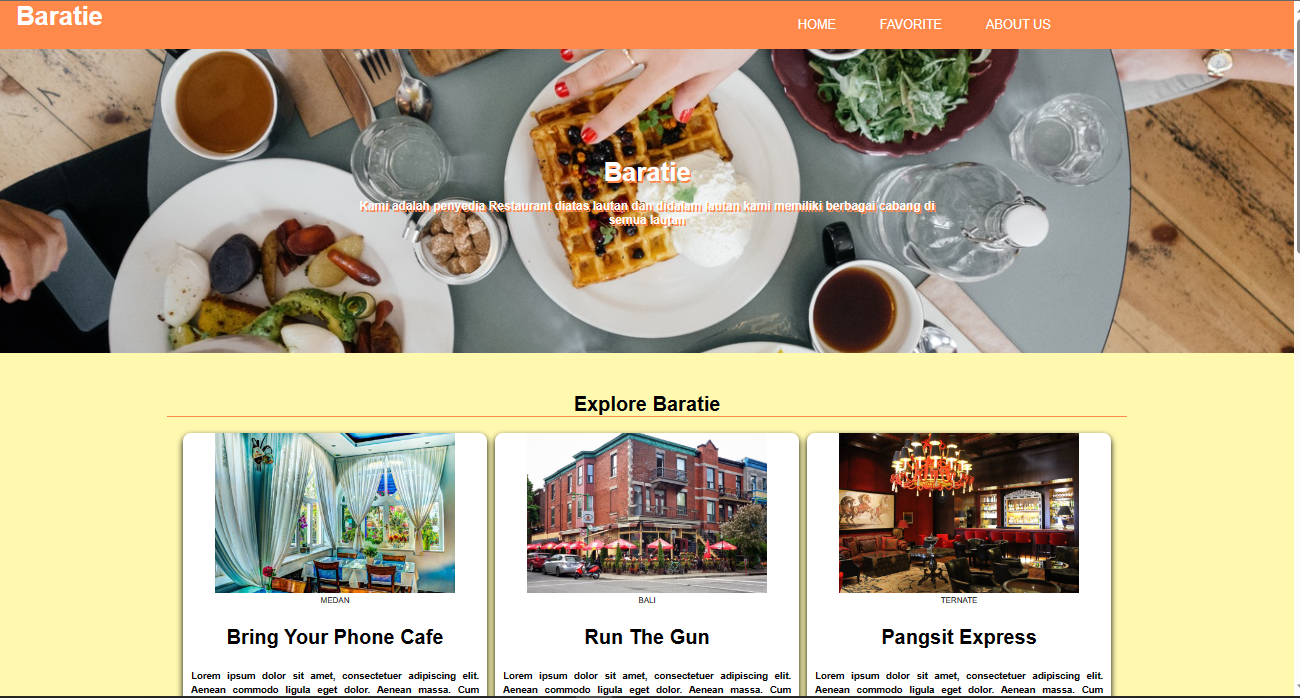 Baratie
HOME FAVORITE ABOUT US
Baratie
Kami adalah penyedia Restaurant diatas lautan dan didalam lautan kami memiliki berbagai cabang di
semua lautan
Explore Baratie
MEDAN
Bring Your Phone Cafe
Lorem ipsum dolor sit amet, consectetuer adipiscing elit.
Aenean commodo ligula eget dolor. Aenean massa. Cum
BALI
Run The Gun
Lorem ipsum dolor sit amet, consectetuer adipiscing elit.
Aenean commodo ligula eget dolor. Aenean massa. Cum
TERNATE
Pangsit Express
Lorem ipsum dolor sit amet, consectetuer adipiscing elit.
Aenean commodo ligula eget dolor. Aenean massa. Cum